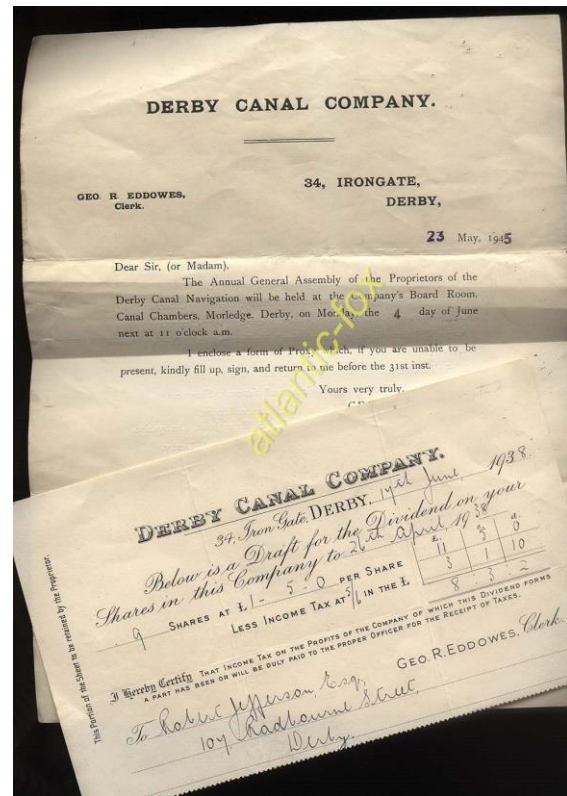 DERBY CANAL COMPANY.
GEO. R. EDDOWES,
Clerk.
34, IRONGATE,
DERBY,
23 May, 1945
Dear Sir, (or Madam),
The Annual General Assembly of the Proprietors of the
Derby Canal Navigation will be held at the Company's Board Room,
Canal Chambers, Morledge, Derby, on Monday, the 4 day of June
next at 11 o'clock a.m.
I enclose a form of Proxy which, if you are unable to be
present, kindly fill up, sign, and return to me before the 31st inst.
Yours very truly,
atlantic-fox
DERBY CANAL COMPANY.
34, Iron Gate, DERBY, 17th June, 1938.
Below is a Draft for the Dividend on your
Shares in this Company to 26th April 1938
9 SHARES AT £1-5-0 PER SHARE
LESS INCOME TAX AT 5/6 IN THE £
£. s. d.
11 5 0
3 1 10
8 3 2
I Hereby Certify THAT INCOME TAX ON THE PROFITS OF THE COMPANY OF WHICH THIS DIVIDEND FORMS
A PART HAS BEEN OR WILL BE DULY PAID TO THE PROPER OFFICER FOR THE RECEIPT OF TAXES.
GEO. R. EDDOWES, Clerk.
To Robert Jefferson, Esq,
107 Radbourne Street,
Derby.
This Portion of the Sheet to be retained by the Proprietor.